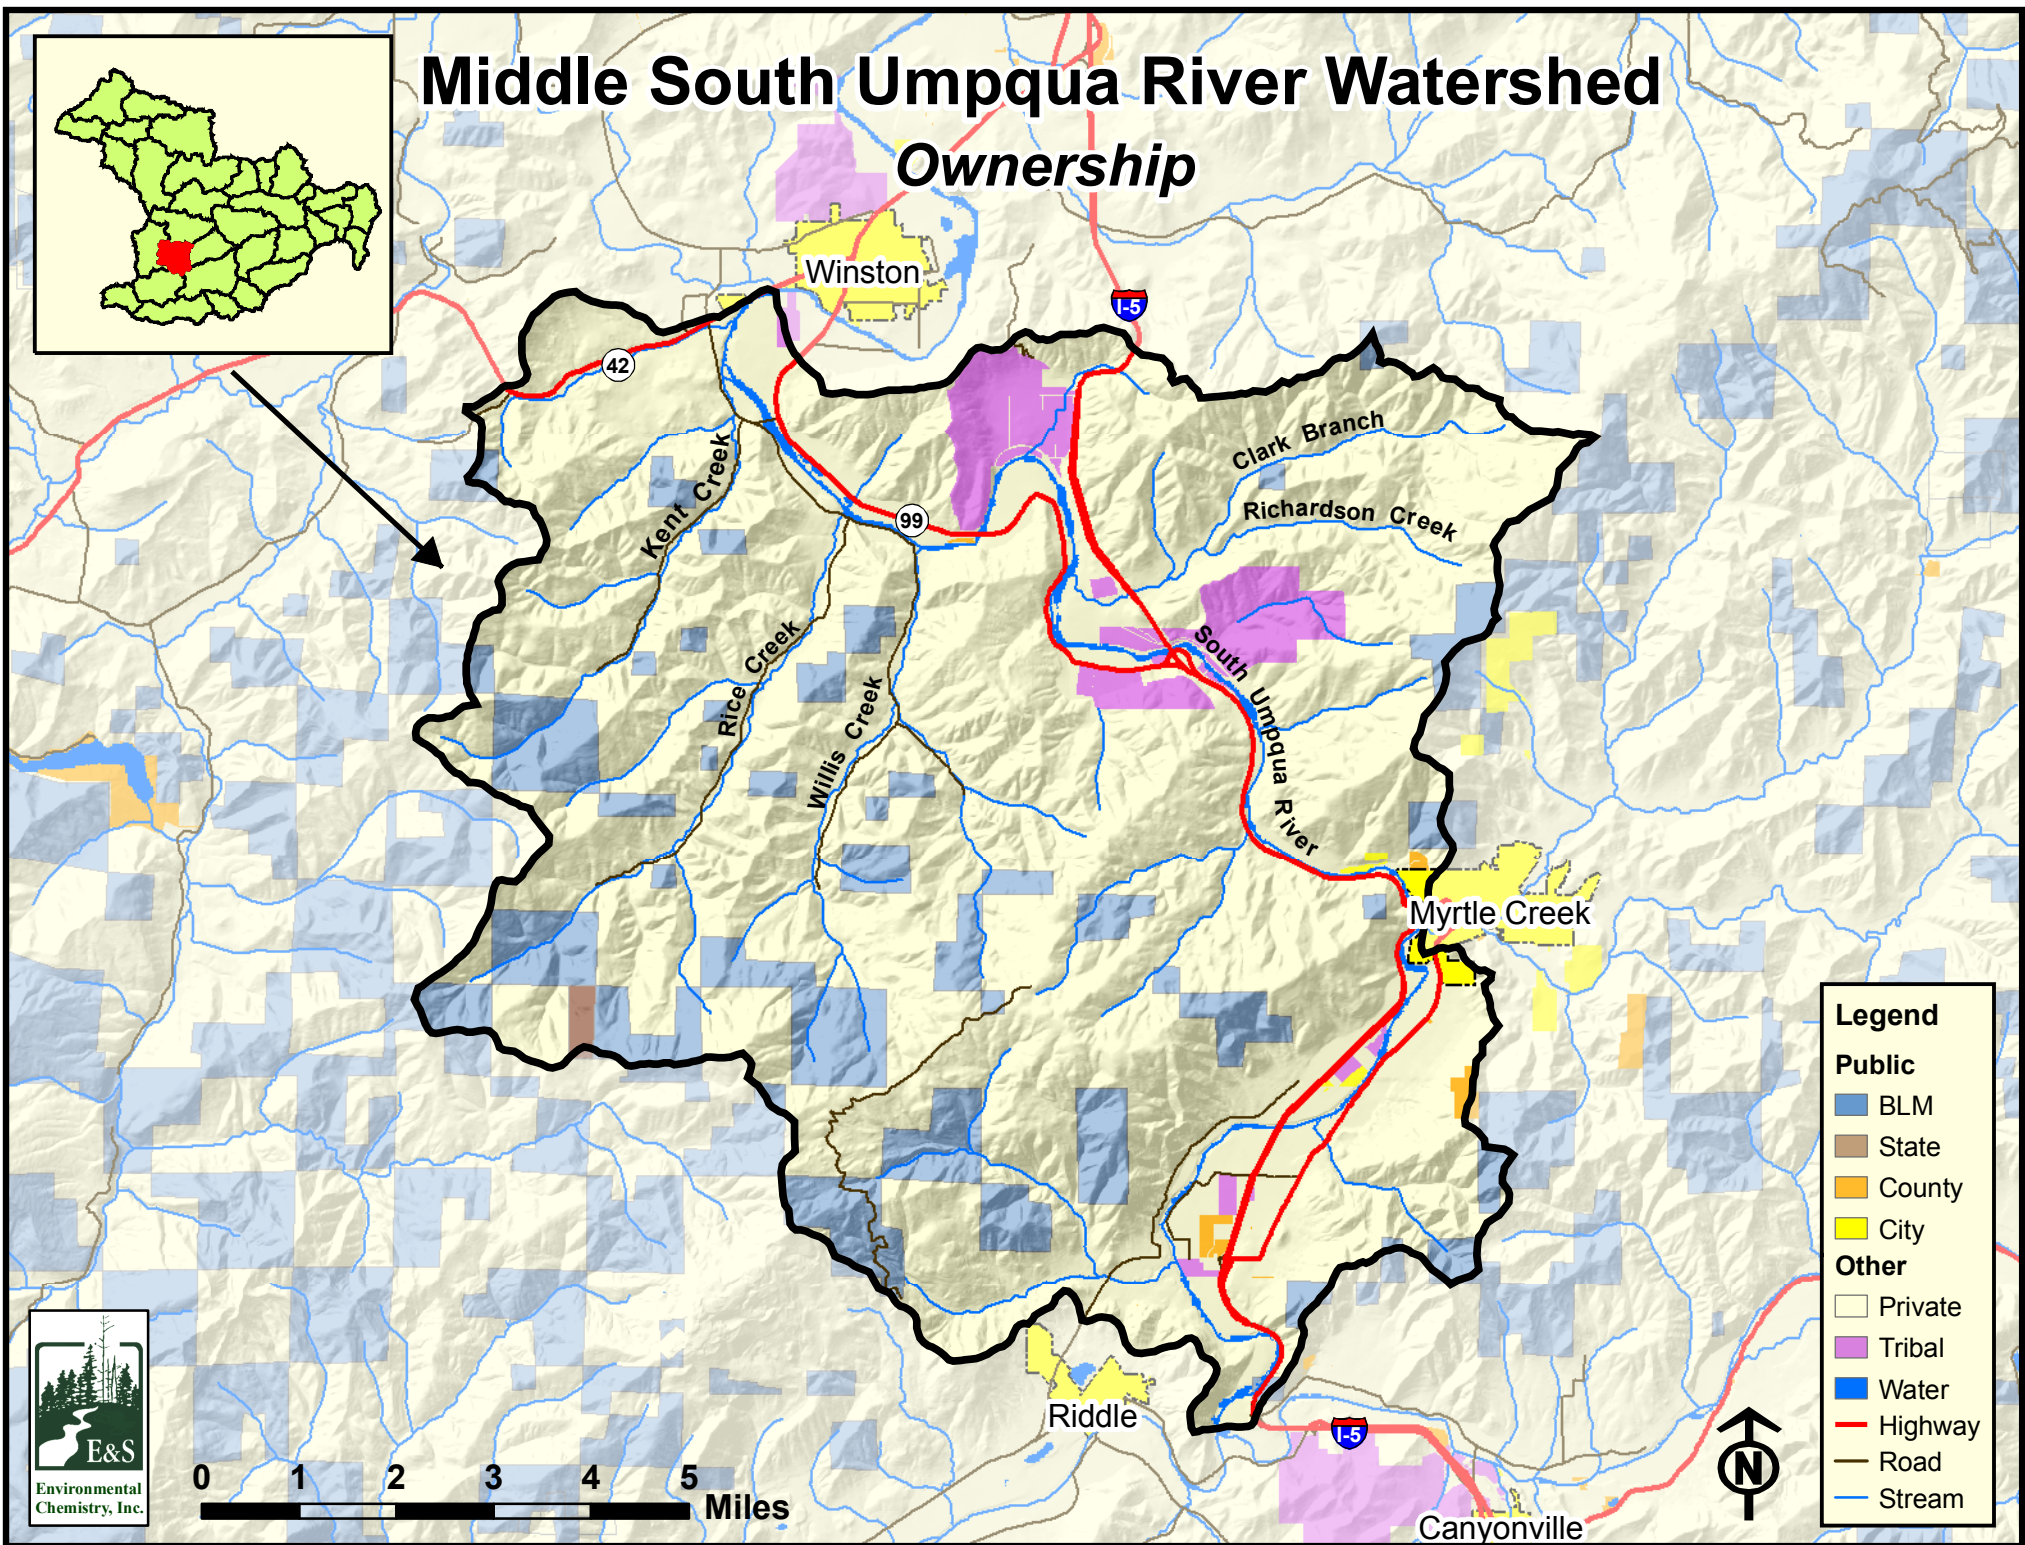 Middle South Umpqua River Watershed
Ownership
Winston
I-5
42
Clark Branch
Kent Creek
99
Richardson Creek
Rice Creek
South Umpqua River
Willis Creek
Myrtle Creek
Legend
Public
BLM
State
County
City
Other
Private
Tribal
Water
Highway
Road
Stream
Riddle
I-5
Canyonville
N
E&S
Environmental
Chemistry, Inc.
0 1 2 3 4 5
Miles